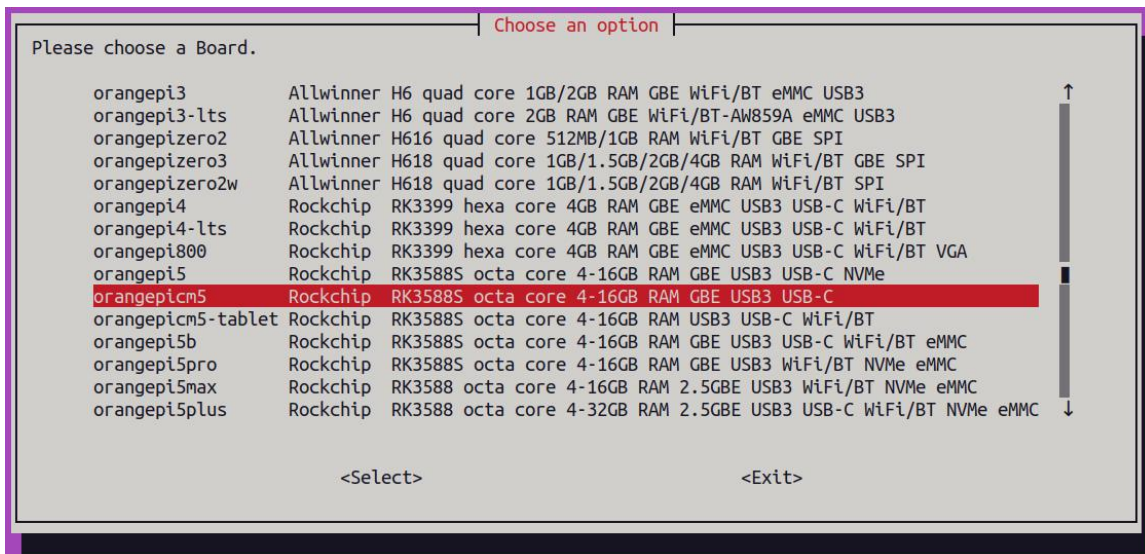 Choose an option
Please choose a Board.
orangepi3 Allwinner H6 quad core 1GB/2GB RAM GBE WiFi/BT eMMC USB3
orangepi3-lts Allwinner H6 quad core 2GB RAM GBE WiFi/BT-AW859A eMMC USB3
orangepizero2 Allwinner H616 quad core 512MB/1GB RAM WiFi/BT GBE SPI
orangepizero3 Allwinner H618 quad core 1GB/1.5GB/2GB/4GB RAM WiFi/BT GBE SPI
orangepizero2w Allwinner H618 quad core 1GB/1.5GB/2GB/4GB RAM WiFi/BT SPI
orangepi4 Rockchip RK3399 hexa core 4GB RAM GBE eMMC USB3 USB-C WiFi/BT
orangepi4-lts Rockchip RK3399 hexa core 4GB RAM GBE eMMC USB3 USB-C WiFi/BT
orangepi800 Rockchip RK3399 hexa core 4GB RAM GBE eMMC USB3 USB-C WiFi/BT VGA
orangepi5 Rockchip RK3588S octa core 4-16GB RAM GBE USB3 USB-C NVMe
orangepicm5 Rockchip RK3588S octa core 4-16GB RAM GBE USB3 USB-C
orangepicm5-tablet Rockchip RK3588S octa core 4-16GB RAM USB3 USB-C WiFi/BT
orangepi5b Rockchip RK3588S octa core 4-16GB RAM GBE USB3 USB-C WiFi/BT eMMC
orangepi5pro Rockchip RK3588S octa core 4-16GB RAM GBE USB3 WiFi/BT NVMe eMMC
orangepi5max Rockchip RK3588 octa core 4-16GB RAM 2.5GBE USB3 WiFi/BT NVMe eMMC
orangepi5plus Rockchip RK3588 octa core 4-32GB RAM 2.5GBE USB3 USB-C WiFi/BT NVMe eMMC
<Select> <Exit>